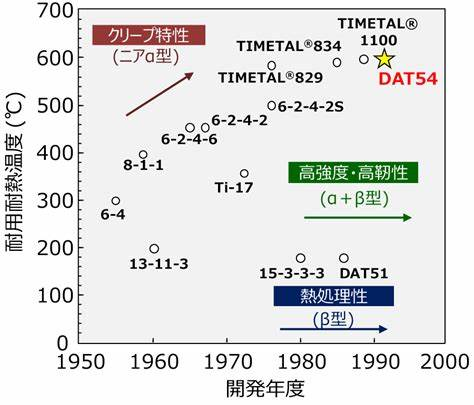 耐用耐熱温度(℃)
700
600
500
400
300
200
100
0
クリープ特性
(ニアα型)
TIMETAL®
1100
TIMETAL®834
TIMETAL®829
DAT54
6-2-4-2S
6-2-4-2
6-2-4-6
8-1-1
Ti-17
高強度・高靭性
(α+β型)
6-4
13-11-3
15-3-3-3
DAT51
熱処理性
(β型)
1950
1960
1970
1980
1990
2000
開発年度